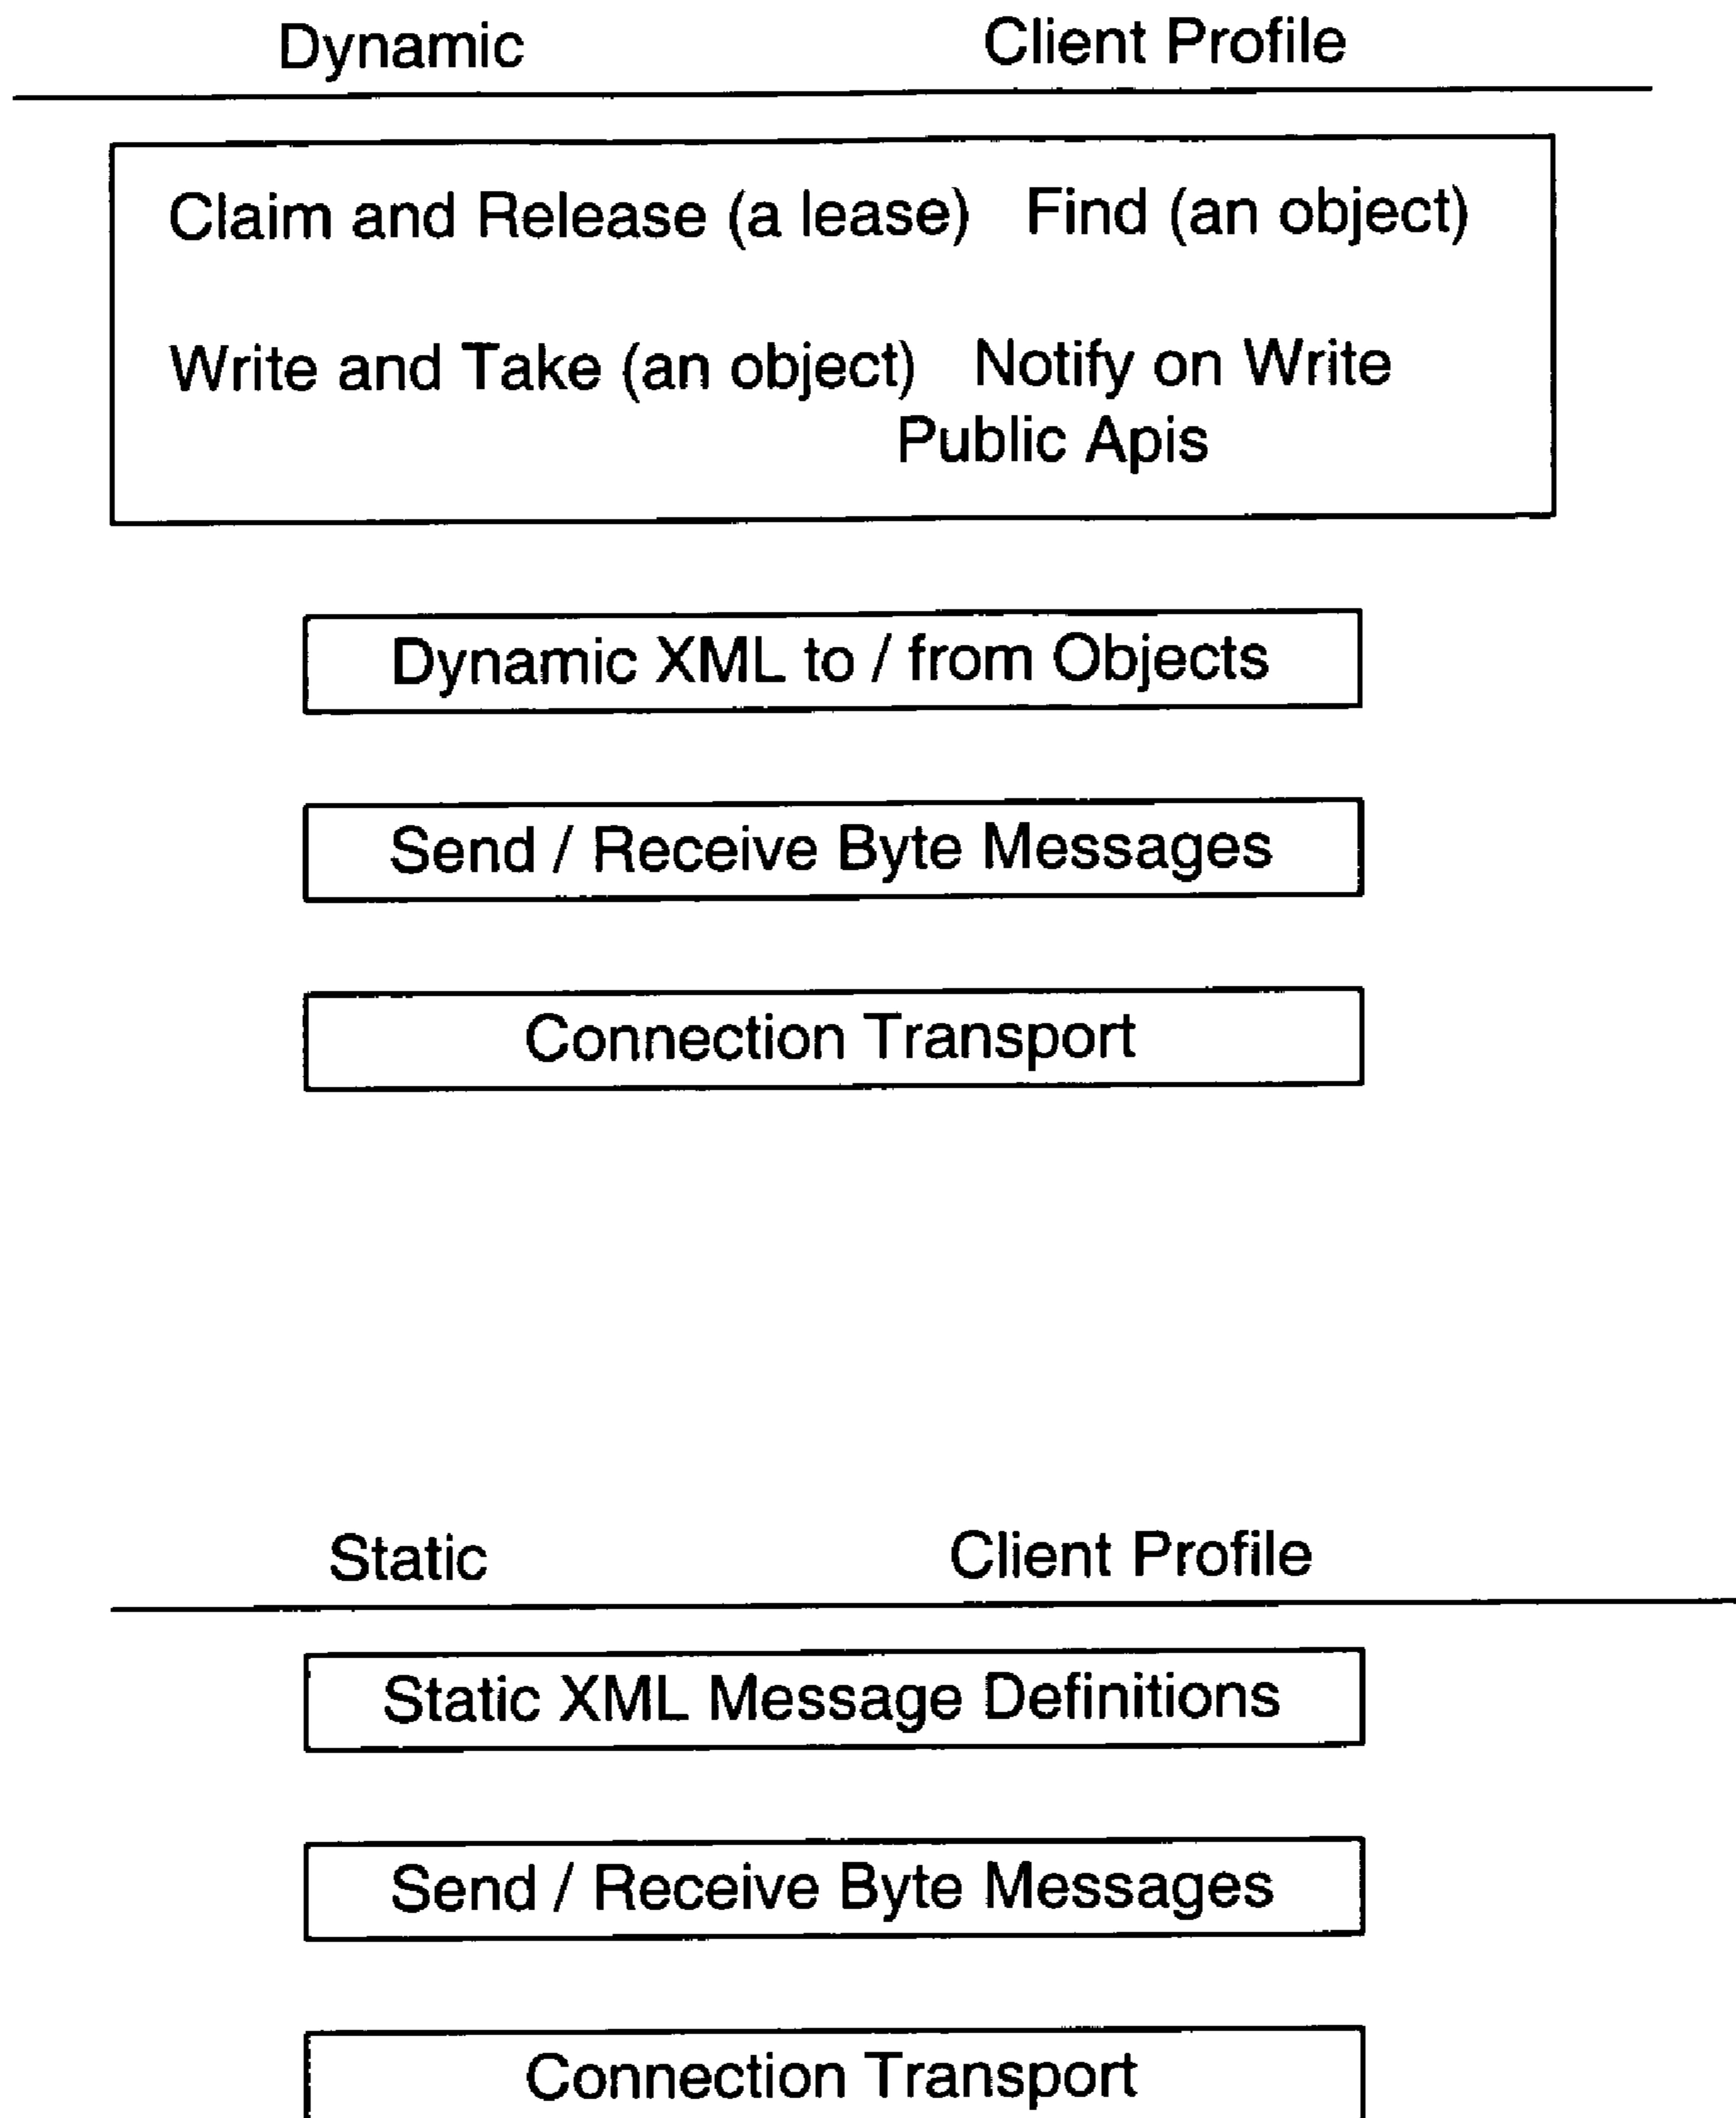 Dynamic Client Profile
Claim and Release (a lease) Find (an object)
Write and Take (an object) Notify on Write
Public Apis
Dynamic XML to / from Objects
Send / Receive Byte Messages
Connection Transport
Static Client Profile
Static XML Message Definitions
Send / Receive Byte Messages
Connection Transport